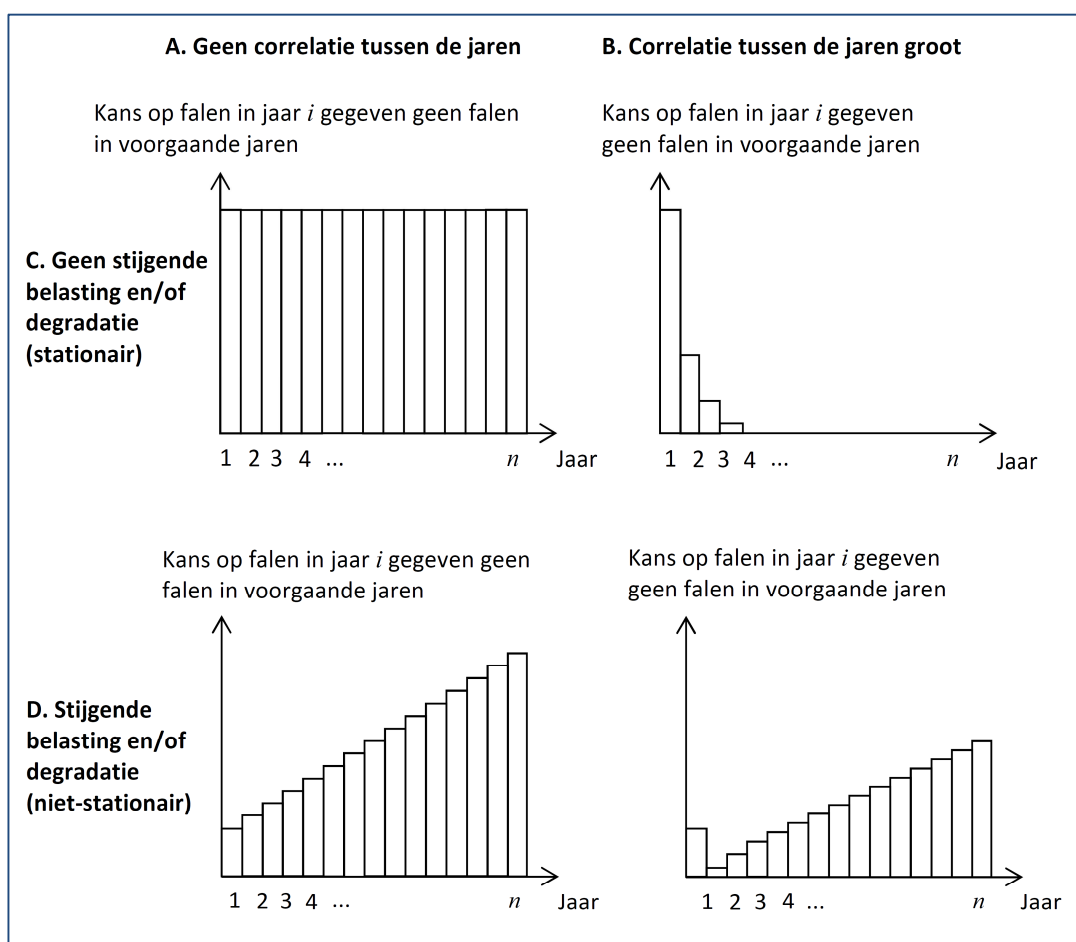 A. Geen correlatie tussen de jaren
B. Correlatie tussen de jaren groot
Kans op falen in jaar i gegeven geen falen
in voorgaande jaren
Kans op falen in jaar i gegeven
geen falen in voorgaande jaren
C. Geen stijgende
belasting en/of
degradatie
(stationair)
1 2 3 4 ... n Jaar
1 2 3 4 ... n Jaar
Kans op falen in jaar i gegeven geen
falen in voorgaande jaren
Kans op falen in jaar i gegeven
geen falen in voorgaande jaren
D. Stijgende
belasting en/of
degradatie
(niet-stationair)
1 2 3 4 ... n Jaar
1 2 3 4 ... n Jaar